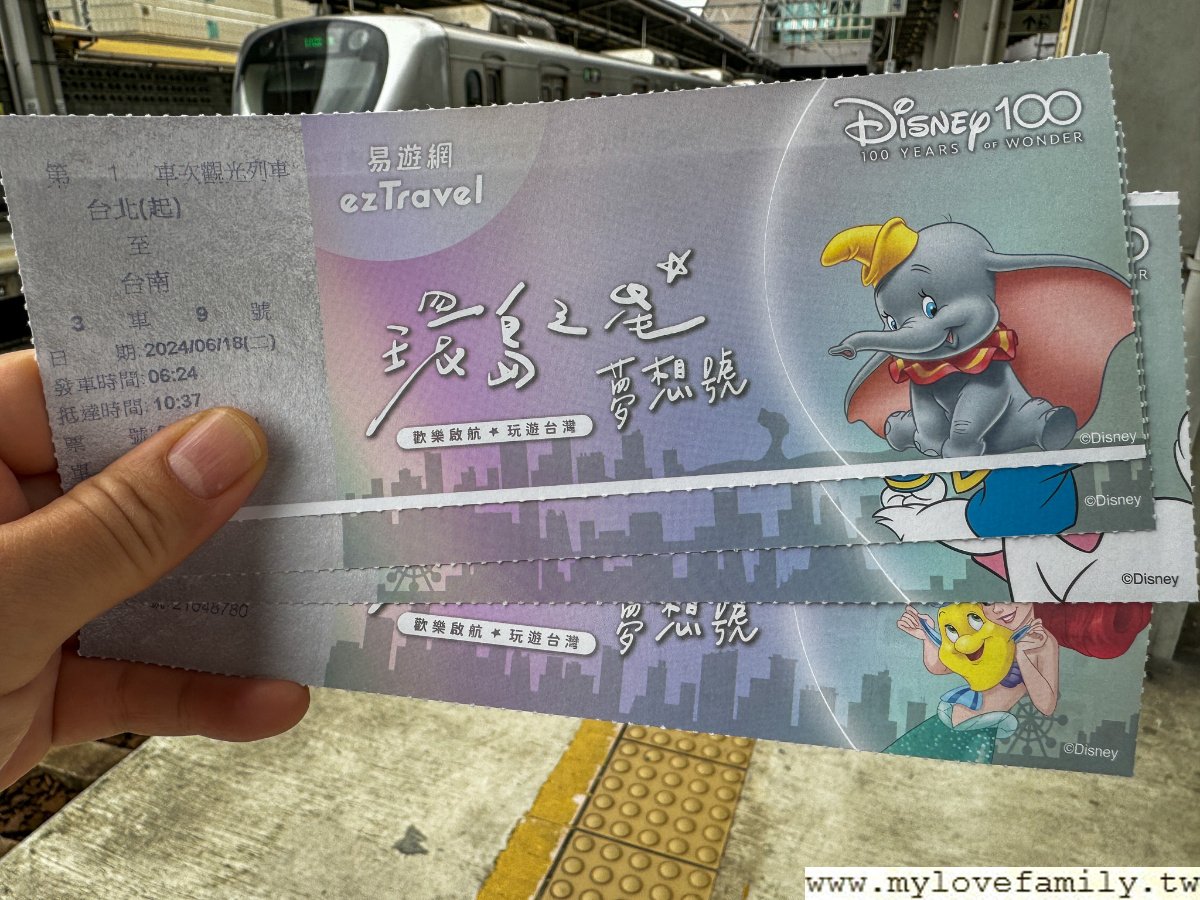 第 1 車次觀光列車
台北(起)
至
台南
3 車 9 號
日 期: 2024/06/18(二)
發車時間: 06:24
抵達時間: 10:37
票 號
易遊網
ezTravel
Disney100
100 YEARS OF WONDER
環島之星
夢想號
歡樂啟航★玩遊台灣
©Disney
©Disney
©Disney
21648780
夢想號
歡樂啟航★玩遊台灣
©Disney
www.mylovefamily.tw